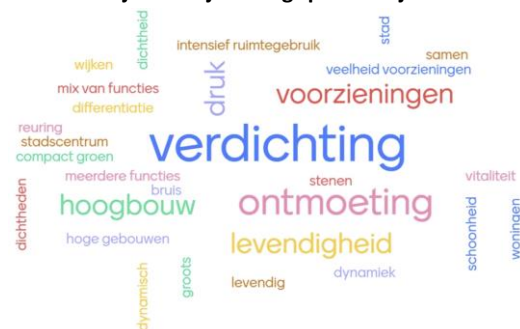 dichtheid
stad
intensief ruimtegebruik
samen
wijken
veelheid voorzieningen
druk
mix van functies
voorzieningen
differentiatie
reuring
verdichting
stadscentrum
compact groen
meerdere functies
stenen
vitaliteit
bruis
dichtheden
hoogbouw
ontmoeting
schoonheid
woningen
hoge gebouwen
levendigheid
dynamiek
groots
levendig
dynamisch